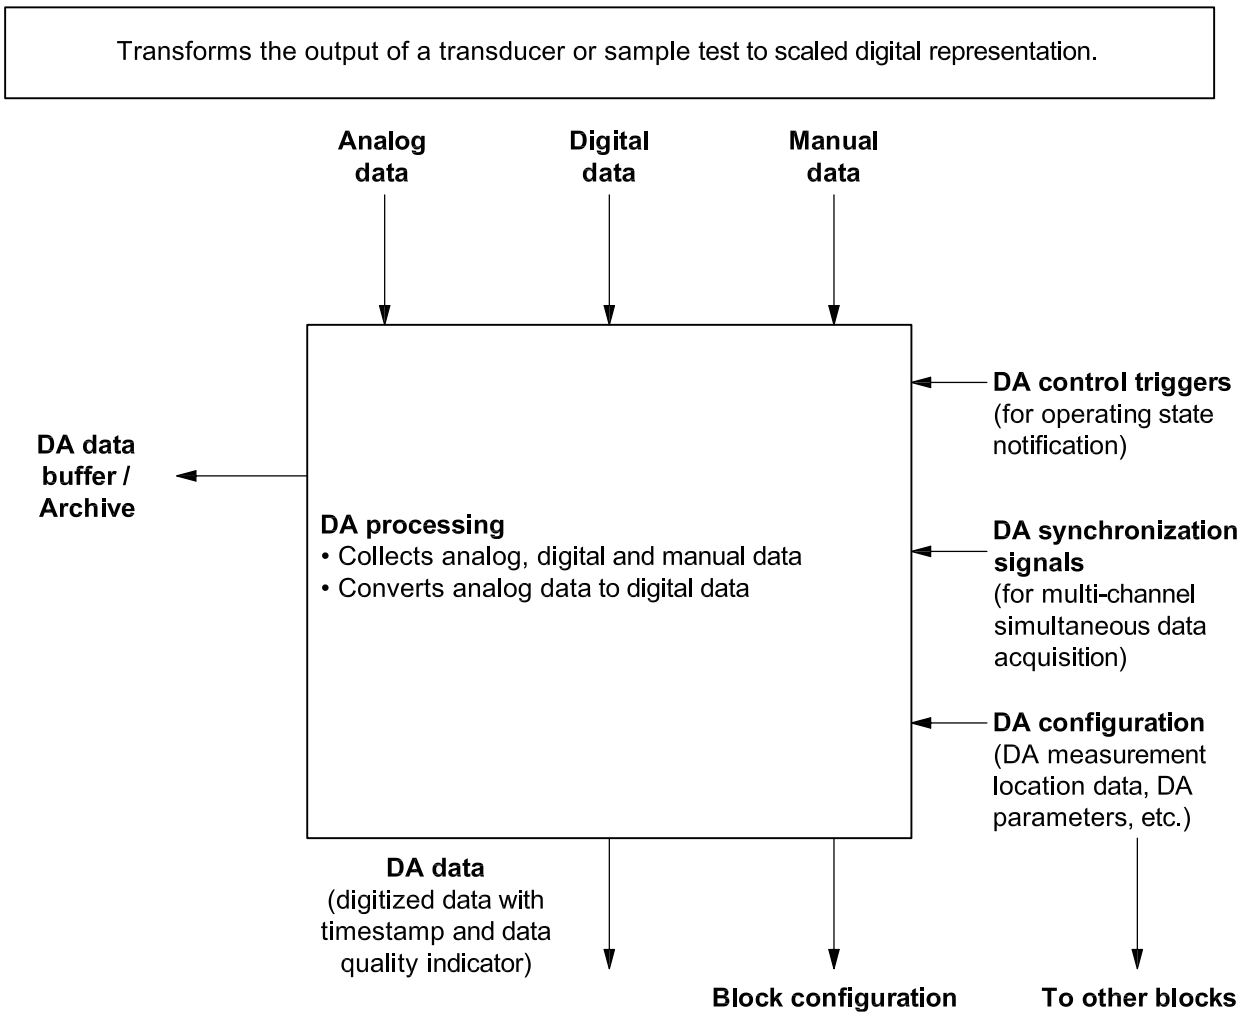 Transforms the output of a transducer or sample test to scaled digital representation.
Analog
data
Digital
data
Manual
data
DA control triggers
(for operating state
notification)
DA data
buffer /
Archive
DA processing
• Collects analog, digital and manual data
• Converts analog data to digital data
DA synchronization
signals
(for multi-channel
simultaneous data
acquisition)
DA configuration
(DA measurement
location data, DA
parameters, etc.)
DA data
(digitized data with
timestamp and data
quality indicator)
Block configuration
To other blocks